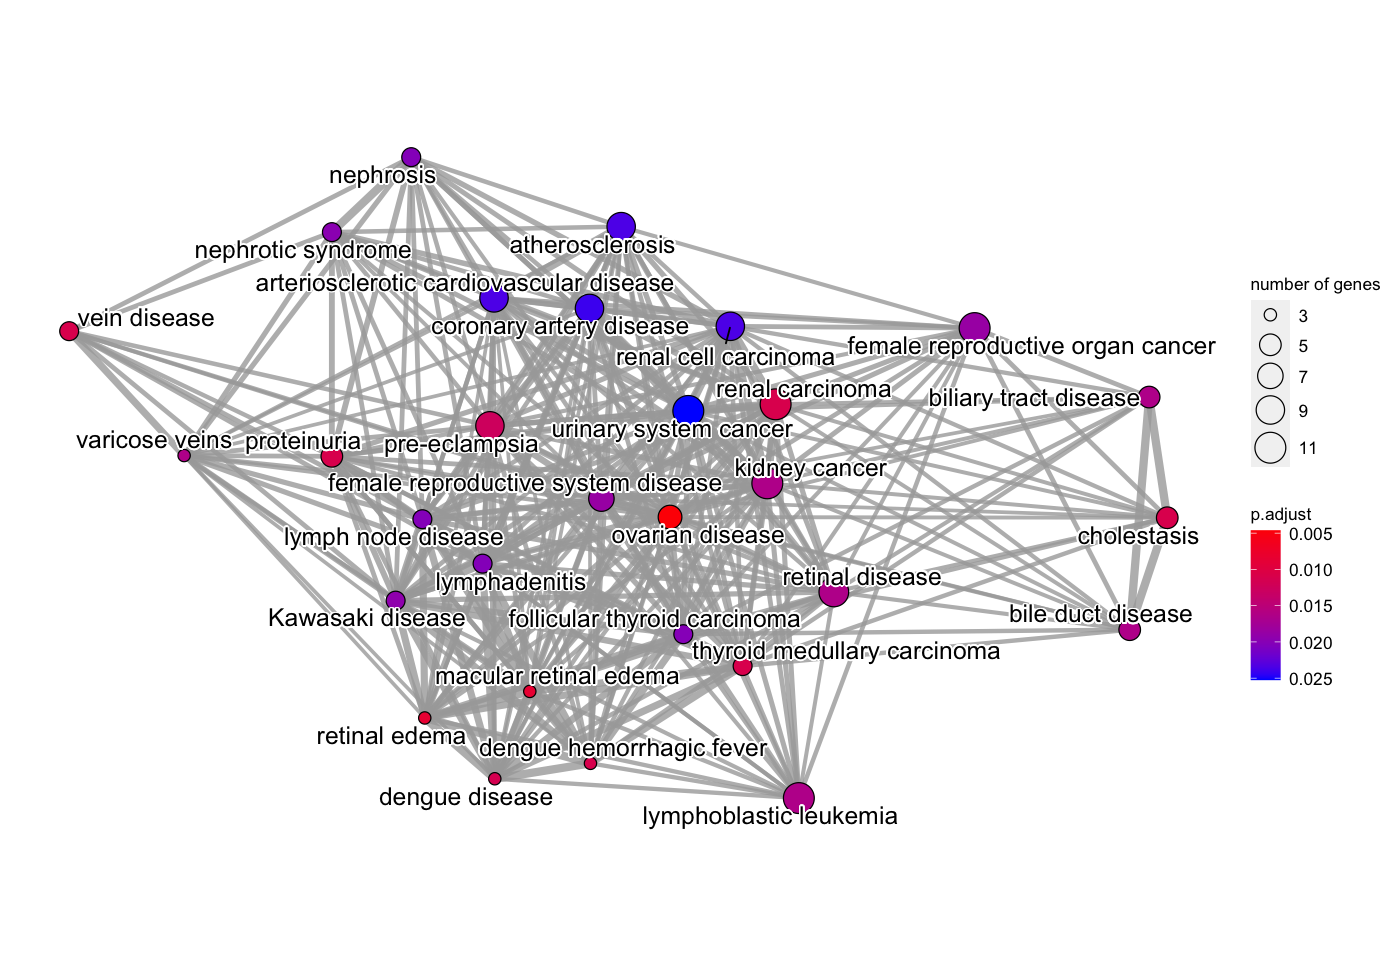 nephrosis
nephrotic syndrome
atherosclerosis
arteriosclerotic cardiovascular disease
vein disease
coronary artery disease
renal cell carcinoma
female reproductive organ cancer
renal carcinoma
biliary tract disease
urinary system cancer
varicose veins
proteinuria
pre-eclampsia
kidney cancer
female reproductive system disease
lymph node disease
ovarian disease
cholestasis
lymphadenitis
retinal disease
Kawasaki disease
follicular thyroid carcinoma
bile duct disease
thyroid medullary carcinoma
macular retinal edema
retinal edema
dengue hemorrhagic fever
dengue disease
lymphoblastic leukemia
number of genes
3
5
7
9
11
p.adjust
0.005
0.010
0.015
0.020
0.025